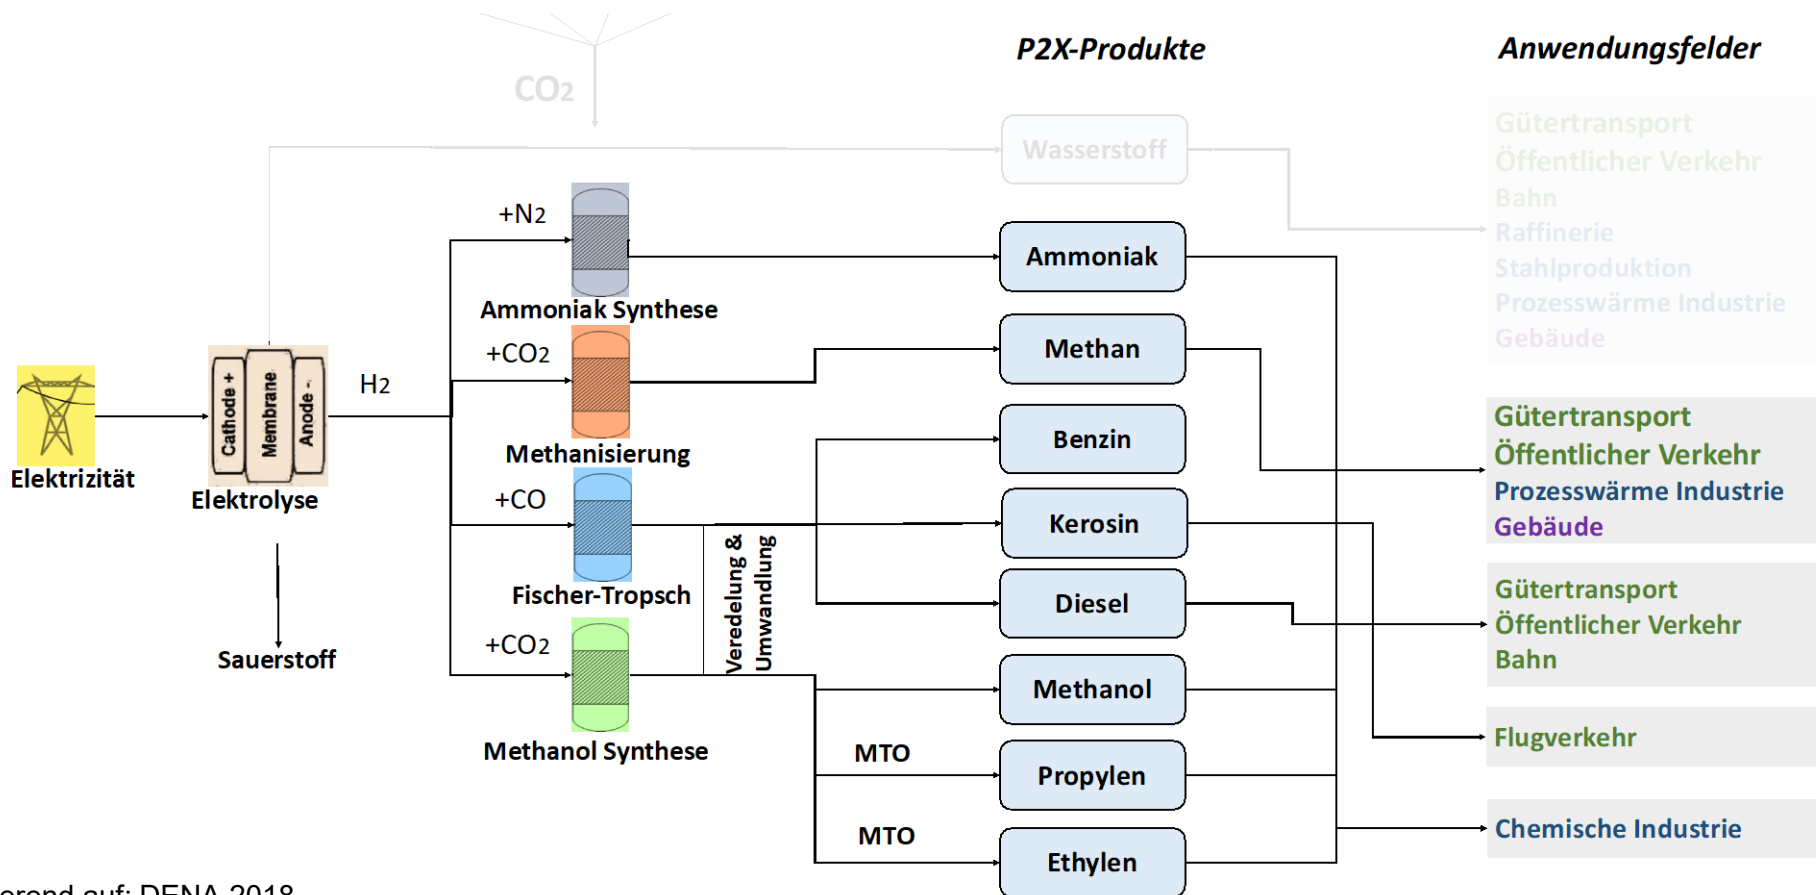 P2X-Produkte
Anwendungsfelder
CO2
Wasserstoff
Gütertransport
Öffentlicher Verkehr
Bahn
Raffinerie
Stahlproduktion
Prozesswärme Industrie
Gebäude
+N2
Ammoniak Synthese
Ammoniak
+CO2
Methanisierung
Methan
Elektrizität
Cathode +
Membrane
Anode -
Elektrolyse
H2
Sauerstoff
+CO
Fischer-Tropsch
Veredelung &
Umwandlung
Benzin
Kerosin
Diesel
+CO2
Methanol Synthese
Methanol
MTO
Propylen
MTO
Ethylen
Gütertransport
Öffentlicher Verkehr
Prozesswärme Industrie
Gebäude
Gütertransport
Öffentlicher Verkehr
Bahn
Flugverkehr
Chemische Industrie
auf: DENA 2018